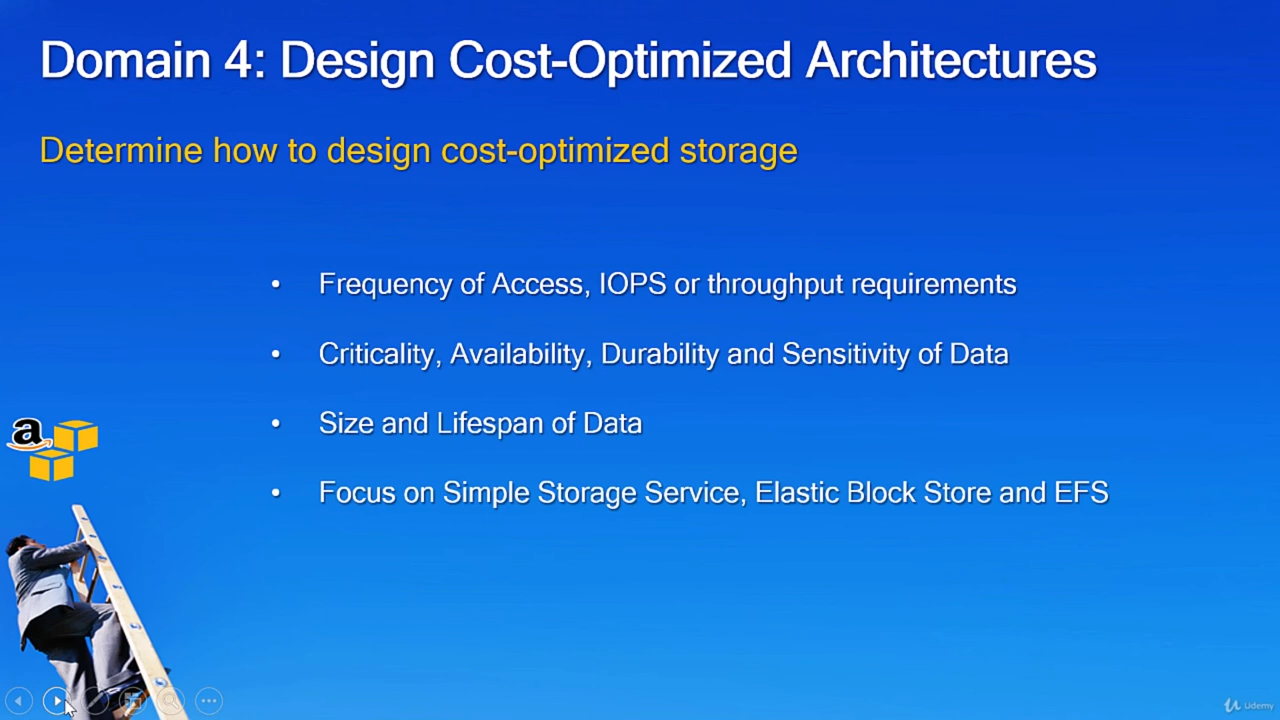 Domain 4: Design Cost-Optimized Architectures
Determine how to design cost-optimized storage
• Frequency of Access, IOPS or throughput requirements
• Criticality, Availability, Durability and Sensitivity of Data
• Size and Lifespan of Data
• Focus on Simple Storage Service, Elastic Block Store and EFS
a
Udemy